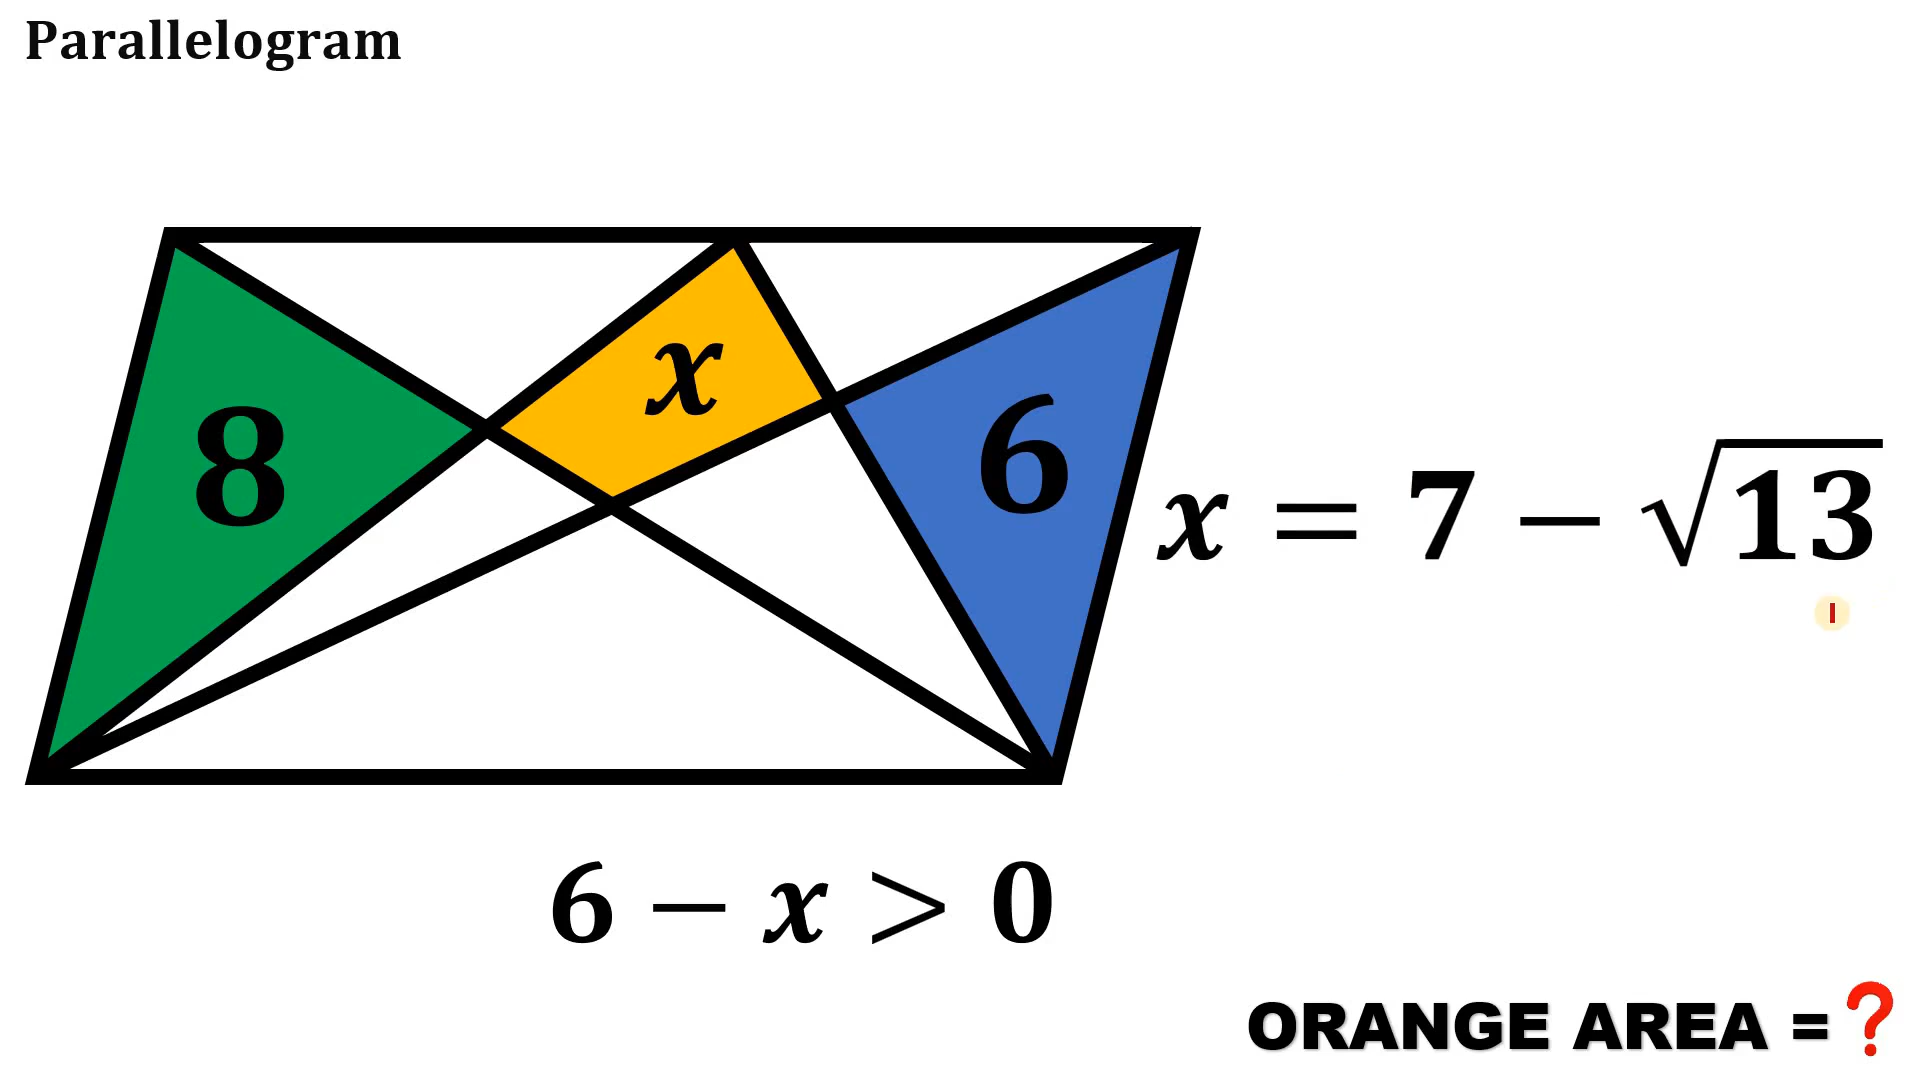 Parallelogram
8
x
6
x = 7 − √13
6 − x > 0
ORANGE AREA =❓